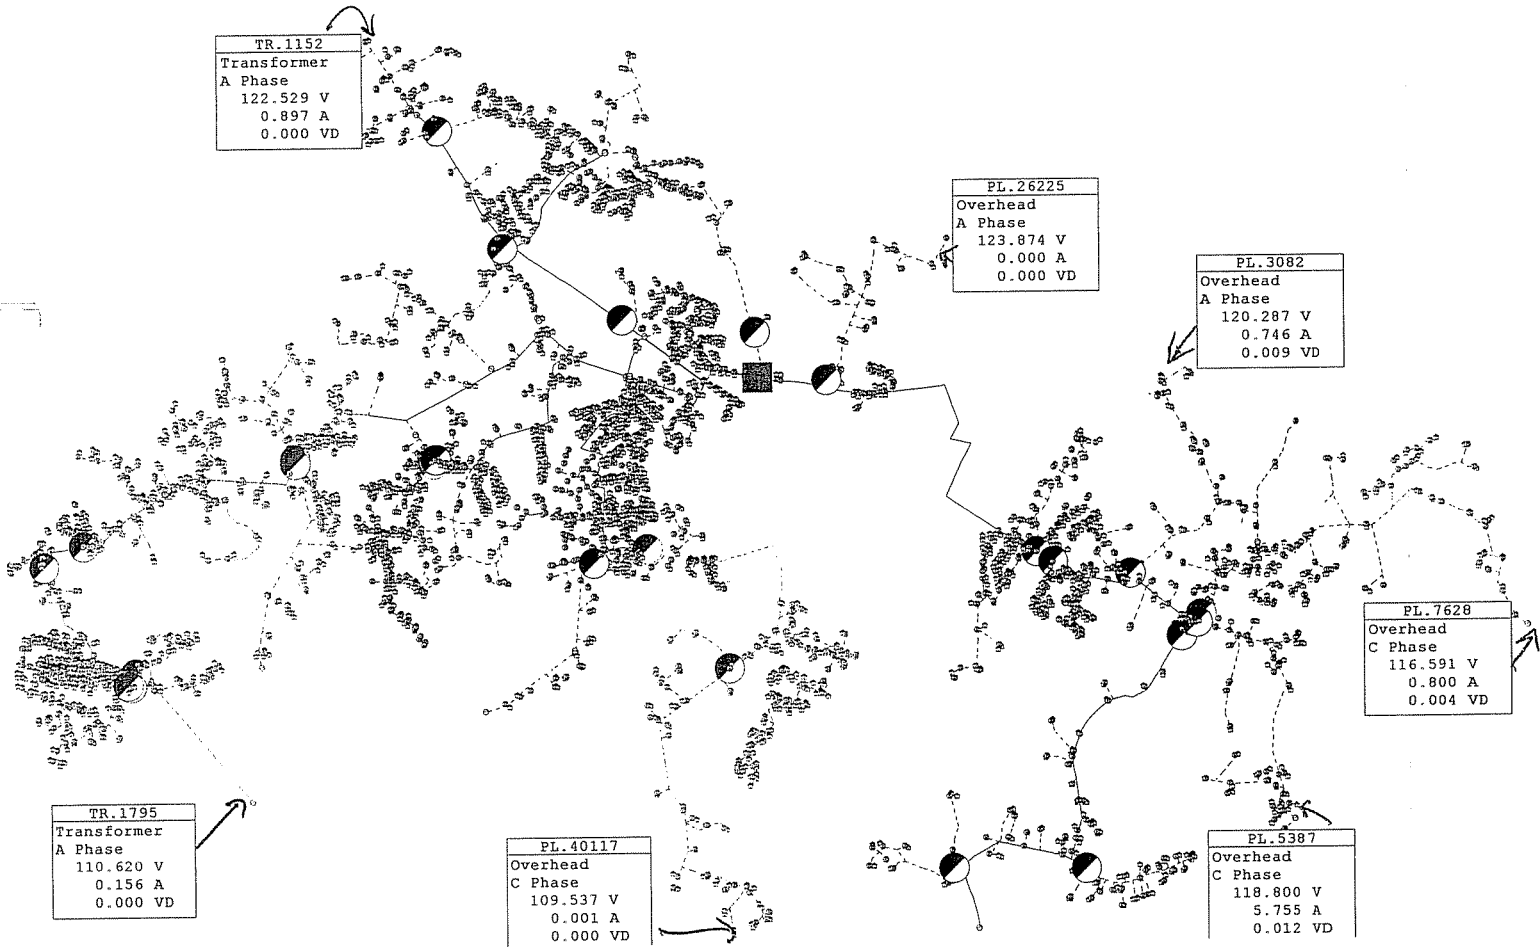 TR.1152
Transformer
A Phase
122.529 V
0.897 A
0.000 VD
PL.26225
Overhead
A Phase
123.874 V
0.000 A
0.000 VD
PL.3082
Overhead
A Phase
120.287 V
0.746 A
0.009 VD
PL.7628
Overhead
C Phase
116.591 V
0.800 A
0.004 VD
TR.1795
Transformer
A Phase
110.620 V
0.156 A
0.000 VD
PL.40117
Overhead
C Phase
109.537 V
0.001 A
0.000 VD
PL.5387
Overhead
C Phase
118.800 V
5.755 A
0.012 VD